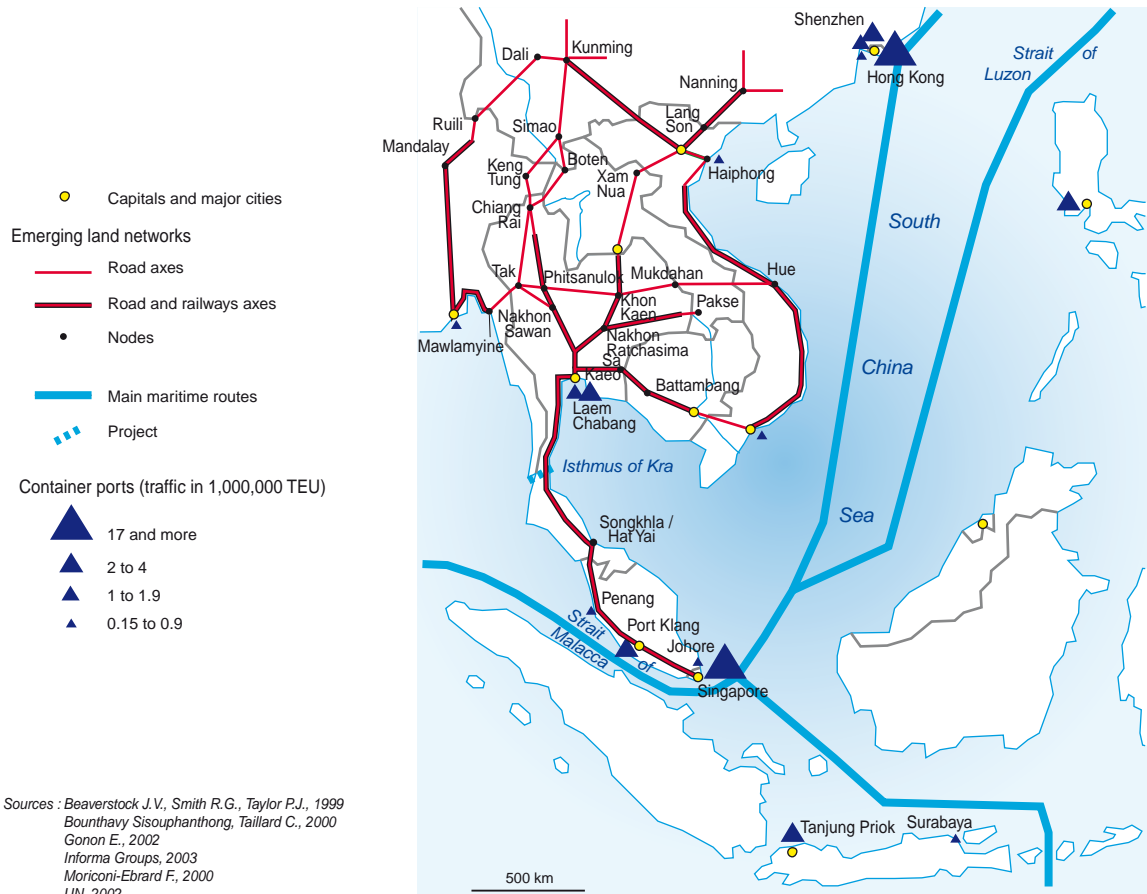 Capitals and major cities
Emerging land networks
Road axes
Road and railways axes
Nodes
Main maritime routes
Project
Container ports (traffic in 1,000,000 TEU)
17 and more
2 to 4
1 to 1.9
0.15 to 0.9
Sources : Beaverstock J.V., Smith R.G., Taylor P.J., 1999
Bounthavy Sisouphanthong, Taillard C., 2000
Gonon E., 2002
Informa Groups, 2003
Moriconi-Ebrard F., 2000
UN, 2002
Shenzhen
Hong Kong
Strait of
Luzon
Dali
Kunming
Nanning
Lang
Son
Ruili
Simao
Mandalay
Keng
Tung
Boten
Xam
Nua
Haiphong
Chiang
Rai
South
Tak
Phitsanulok
Mukdahan
Hue
Khon
Kaen
Pakse
Nakhon
Sawan
Mawlamyine
Nakhon
Ratchasima
Sa
Kaeo
Battambang
China
Laem
Chabang
Isthmus of Kra
Sea
Songkhla /
Hat Yai
Penang
Strait of
Malacca
Port Klang
Johore
Singapore
Tanjung Priok
Surabaya
500 km